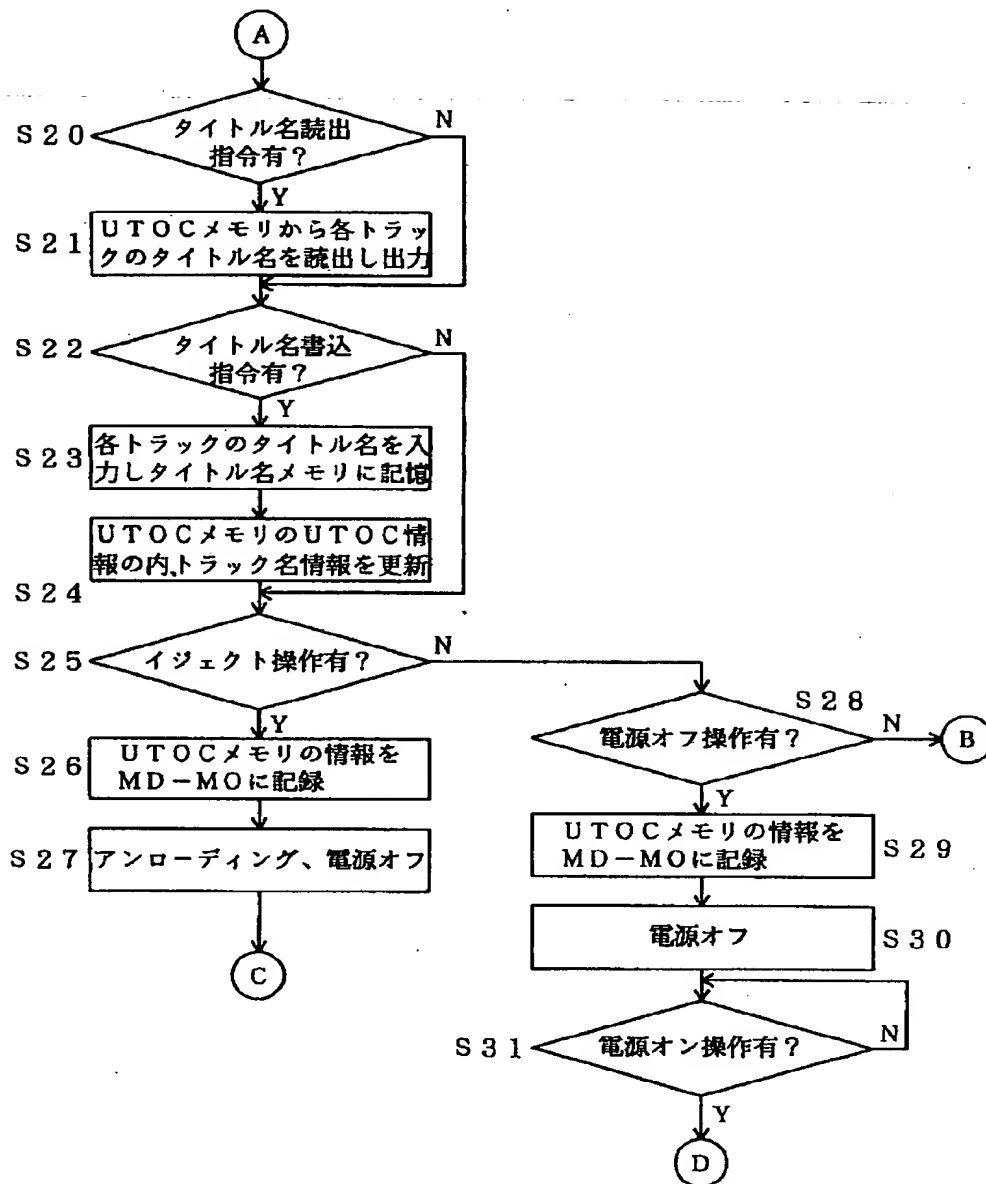 A
S20
タイトル名読出
指令有？
N
Y
S21
UTOCメモリから各トラッ
クのタイトル名を読出し出力
S22
タイトル名書込
指令有？
N
Y
S23
各トラックのタイトル名を入
力しタイトル名メモリに記憶
UTOCメモリのUTOC情
報の内、トラック名情報を更新
S24
S25
イジェクト操作有？
N
Y
S26
UTOCメモリの情報を
MD－MOに記録
S27
アンローディング、電源オフ
C
S28
電源オフ操作有？
N
B
Y
UTOCメモリの情報を
MD－MOに記録
S29
電源オフ
S30
S31
電源オン操作有？
N
Y
D